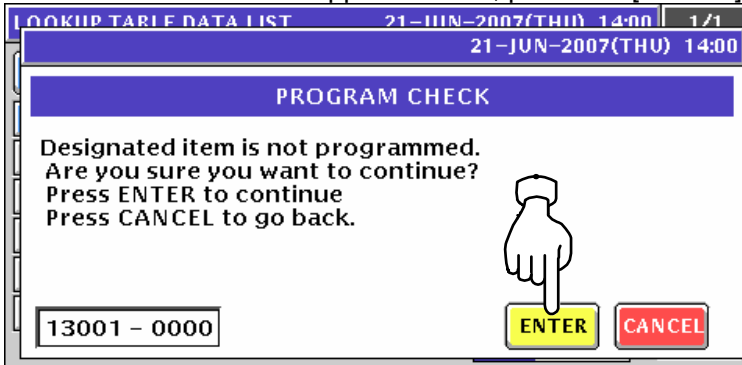 LOOKUP TABLE DATA LIST 21-JUN-2007(THU) 14:00 1/1
21-JUN-2007(THU) 14:00
PROGRAM CHECK
Designated item is not programmed.
Are you sure you want to continue?
Press ENTER to continue
Press CANCEL to go back.
13001 - 0000
ENTER CANCEL